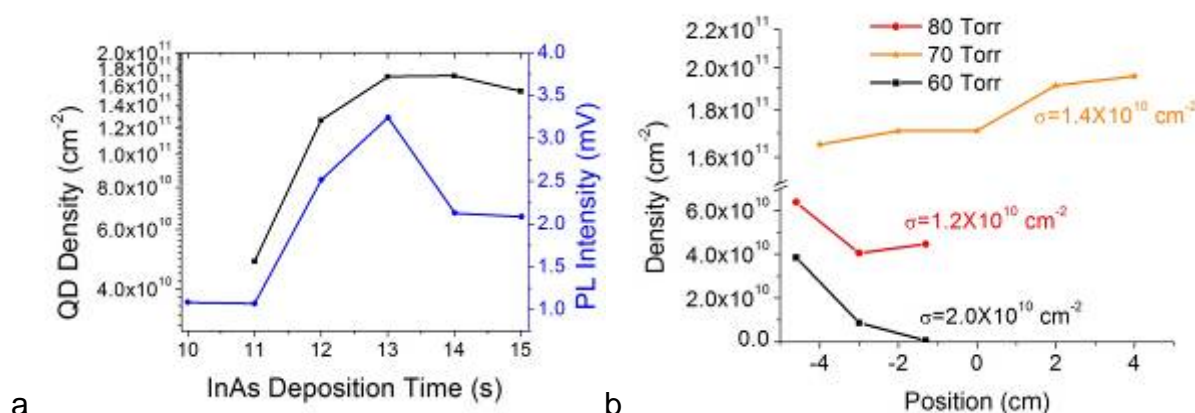 2.0x10¹¹
1.8x10¹¹
1.6x10¹¹
1.4x10¹¹
1.2x10¹¹
1.0x10¹¹
8.0x10¹⁰
6.0x10¹⁰
4.0x10¹⁰
QD Density (cm⁻²)
4.0
3.5
3.0
2.5
2.0
1.5
1.0
PL Intensity (mV)
10 11 12 13 14 15
InAs Deposition Time (s)
a
80 Torr
70 Torr
60 Torr
2.2x10¹¹
2.0x10¹¹
1.8x10¹¹
1.6x10¹¹
6.0x10¹⁰
4.0x10¹⁰
2.0x10¹⁰
0.0
Density (cm⁻²)
σ=1.4X10¹⁰ cm⁻²
σ=1.2X10¹⁰ cm⁻²
σ=2.0X10¹⁰ cm⁻²
-4 -2 0 2 4
Position (cm)
b